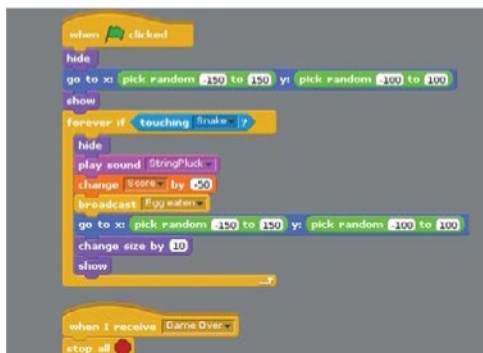 when clicked
hide
go to x: pick random -150 to 150 y: pick random -100 to 100
show
forever if touching Snake ?
hide
play sound StringPluck
change Score by -50
broadcast Egg eaten
go to x: pick random -150 to 150 y: pick random -100 to 100
change size by 10
show
when I receive Game Over
stop all